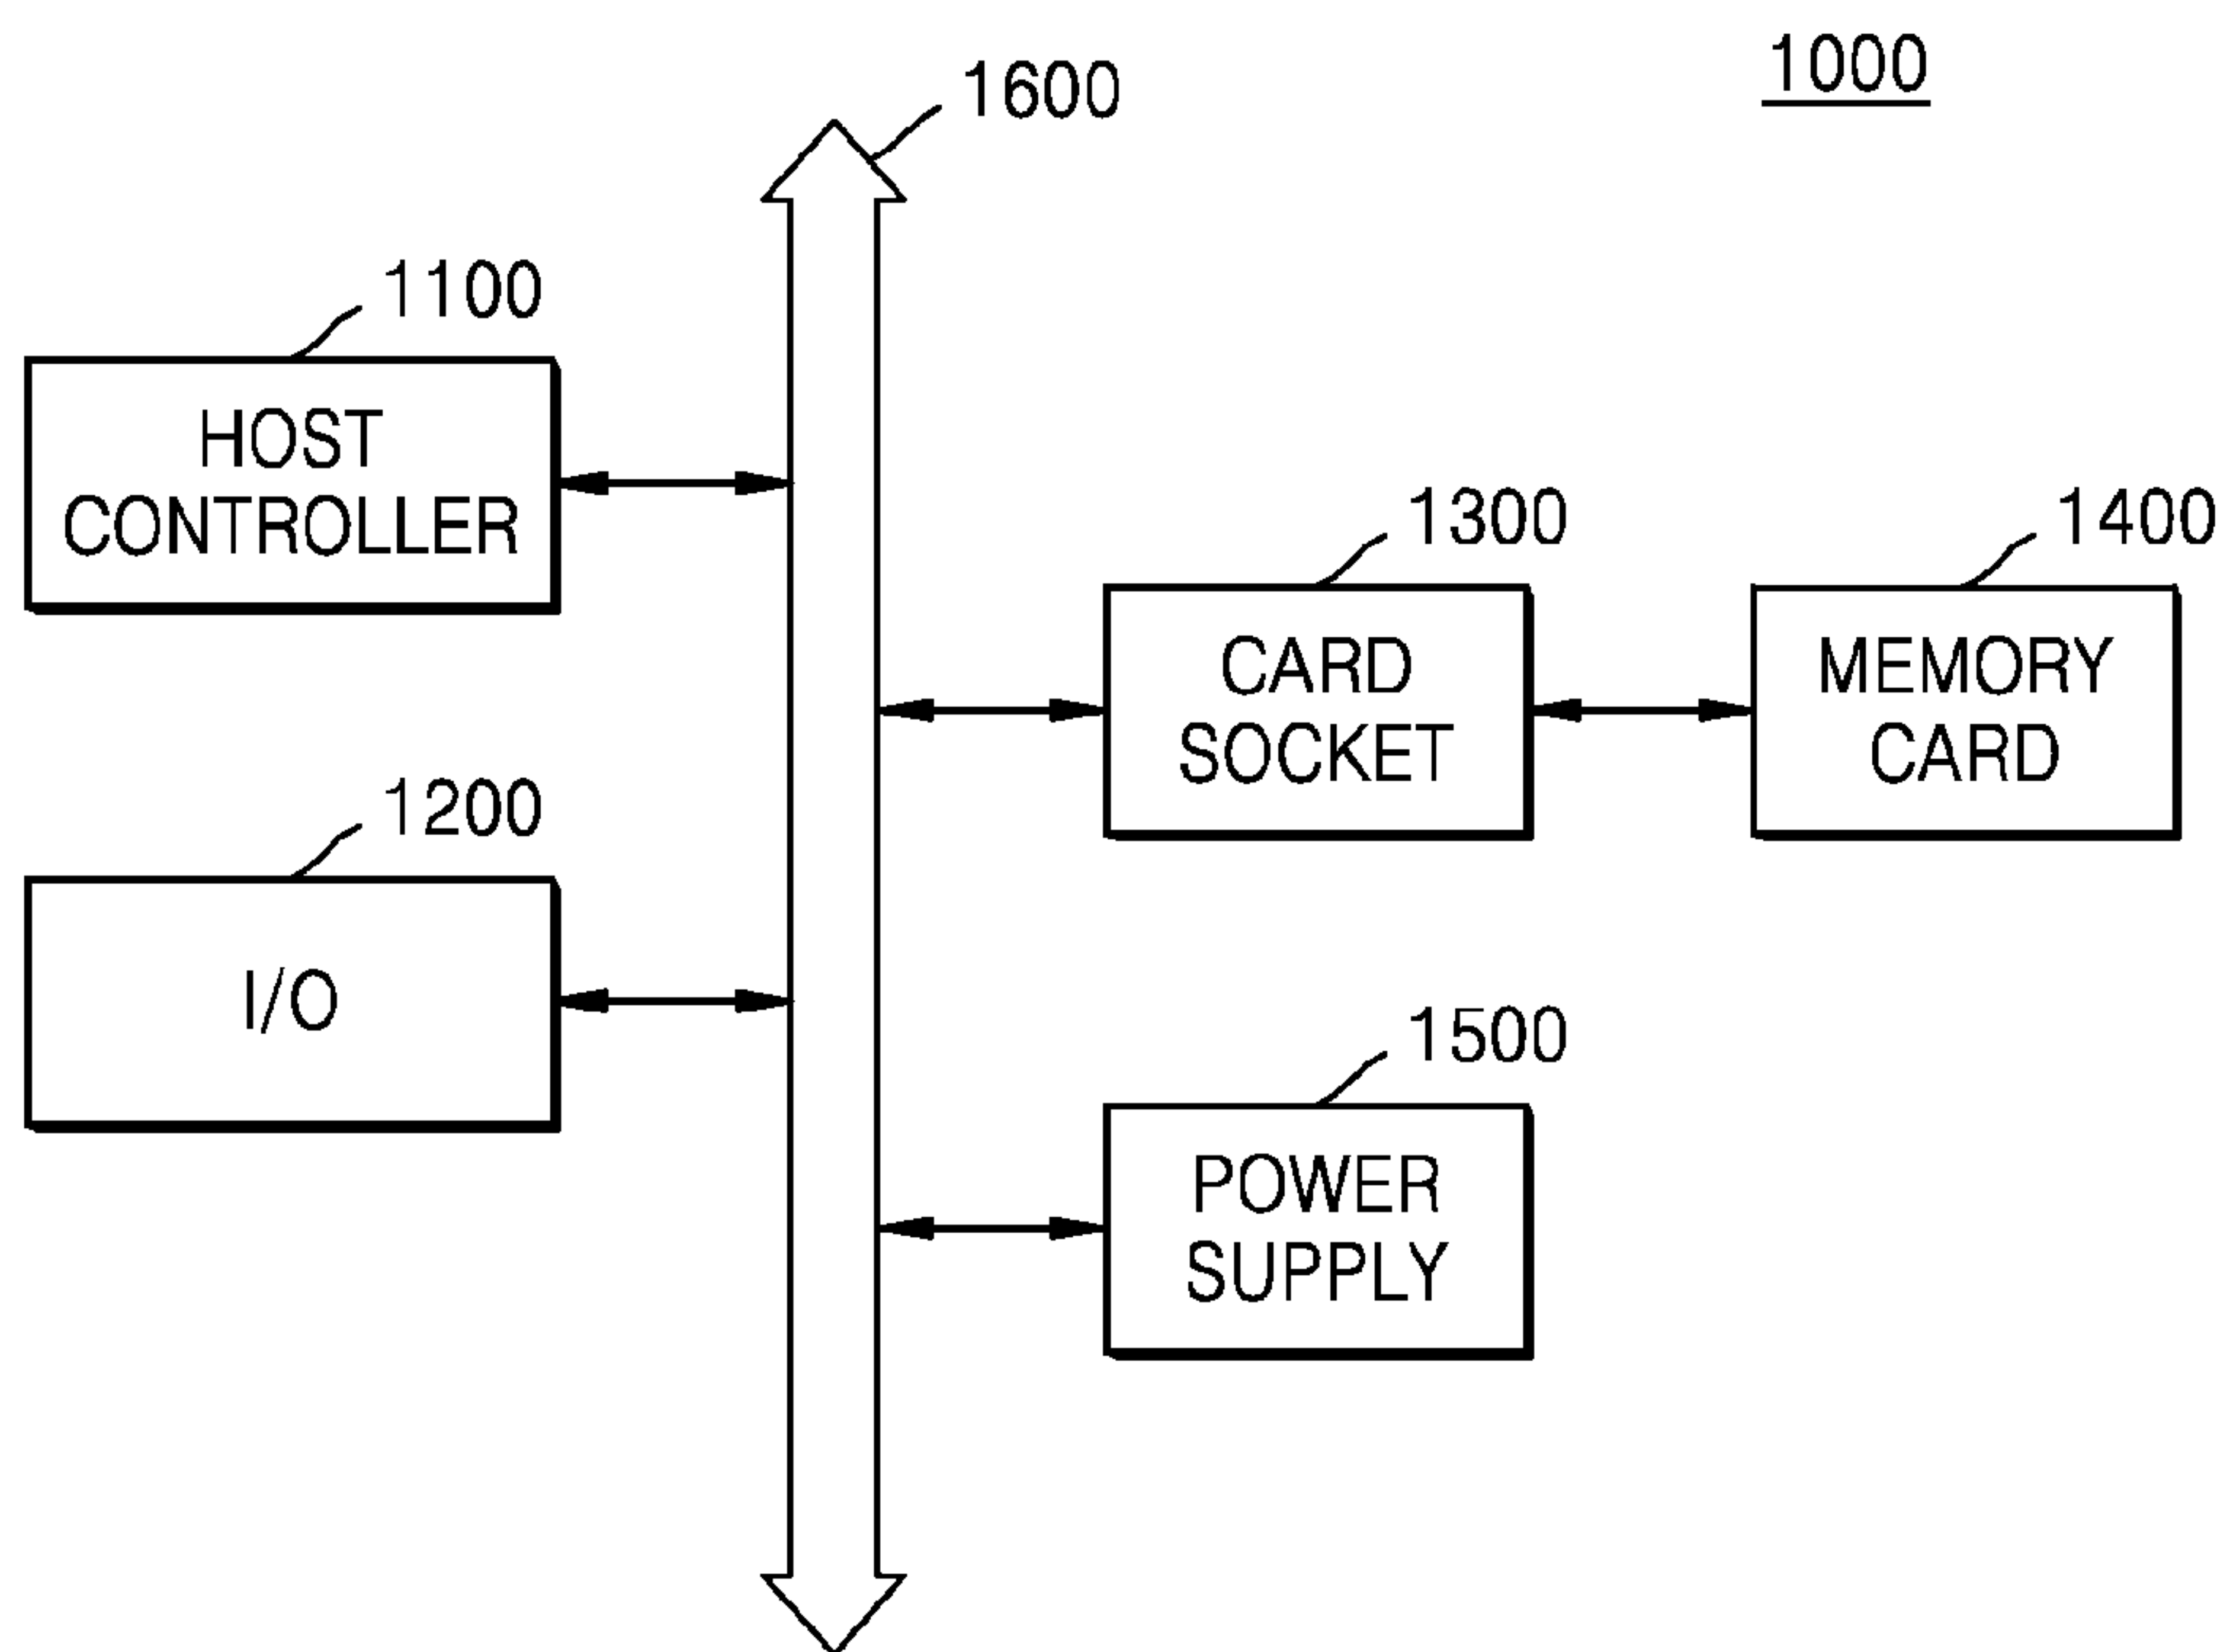 1000
1600
1100
HOST
CONTROLLER
1300
CARD
SOCKET
1400
MEMORY
CARD
1200
I/O
1500
POWER
SUPPLY